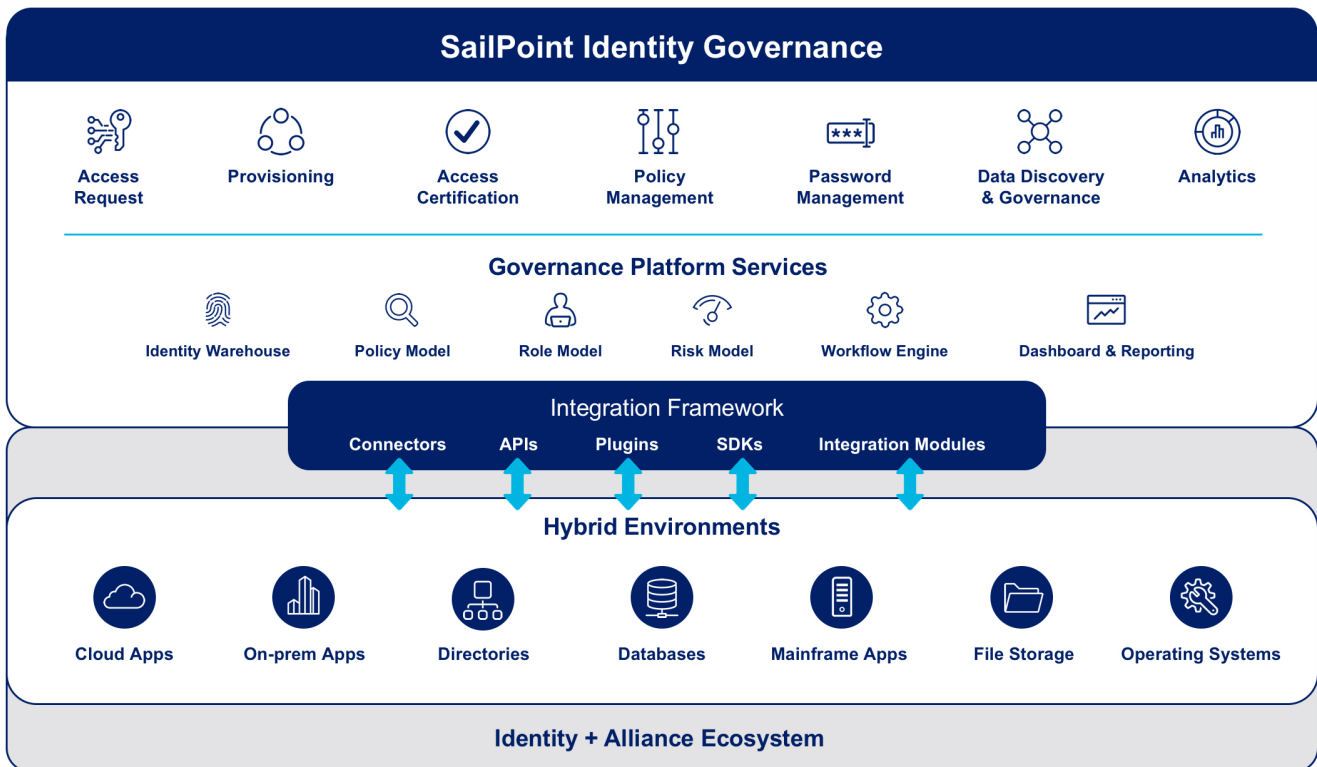 SailPoint Identity Governance
Access
Request
Provisioning
Access
Certification
Policy
Management
***
Password
Management
Data Discovery
& Governance
Analytics
Governance Platform Services
Identity Warehouse
Policy Model
Role Model
Risk Model
Workflow Engine
Dashboard & Reporting
Integration Framework
Connectors
APIs
Plugins
SDKs
Integration Modules
Hybrid Environments
Cloud Apps
On-prem Apps
Directories
Databases
Mainframe Apps
File Storage
Operating Systems
Identity + Alliance Ecosystem